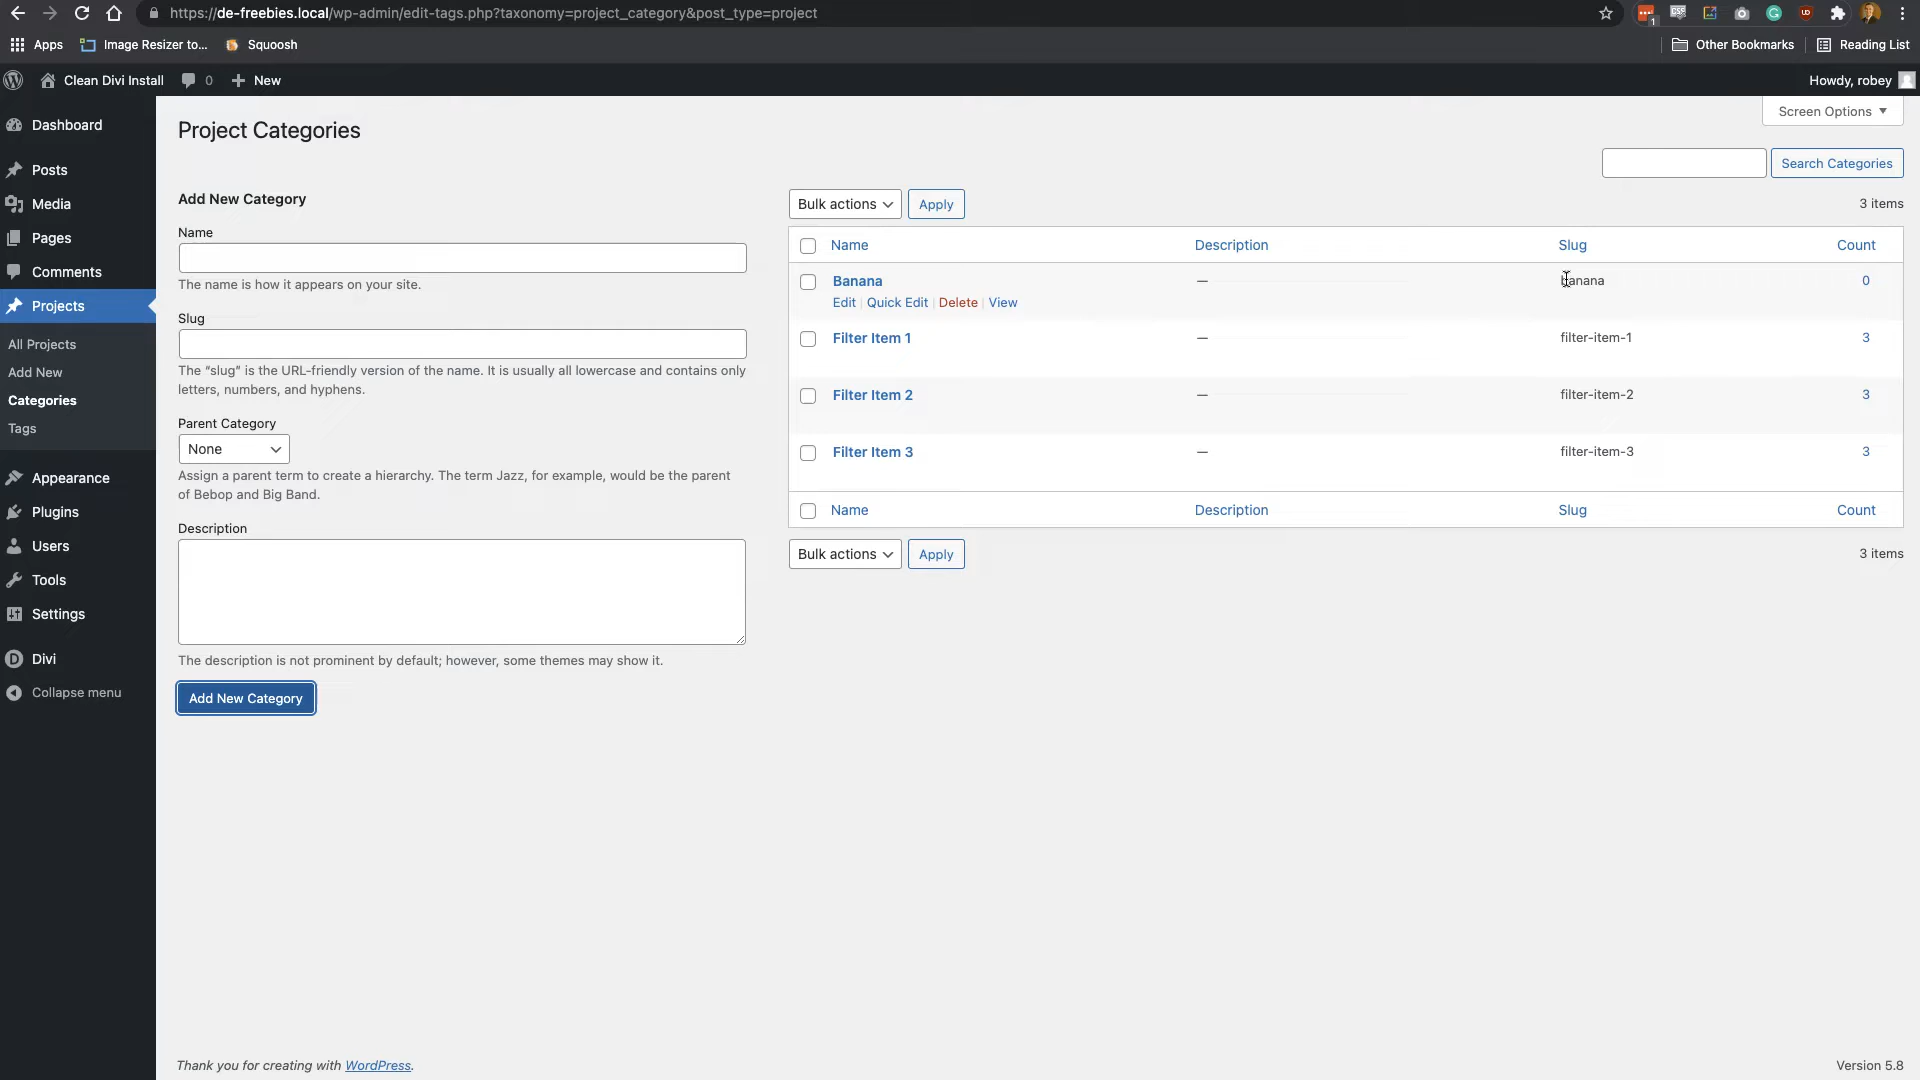 https://de-freebies.local/wp-admin/edit-tags.php?taxonomy=project_category&post_type=project
Apps
Image Resizer to...
Squoosh
Other Bookmarks
Reading List
Clean Divi Install
0
New
Howdy, robey
Dashboard
Posts
Media
Pages
Comments
Projects
All Projects
Add New
Categories
Tags
Appearance
Plugins
Users
Tools
Settings
Divi
Collapse menu
Screen Options
Project Categories
Search Categories
Add New Category
Name
The name is how it appears on your site.
Slug
The “slug” is the URL-friendly version of the name. It is usually all lowercase and contains only
letters, numbers, and hyphens.
Parent Category
None
Assign a parent term to create a hierarchy. The term Jazz, for example, would be the parent
of Bebop and Big Band.
Description
The description is not prominent by default; however, some themes may show it.
Add New Category
Bulk actions
Apply
3 items
Name Description Slug Count
Banana — banana 0
Edit | Quick Edit | Delete | View
Filter Item 1 — filter-item-1 3
Filter Item 2 — filter-item-2 3
Filter Item 3 — filter-item-3 3
Name Description Slug Count
Bulk actions
Apply
3 items
Thank you for creating with WordPress.
Version 5.8